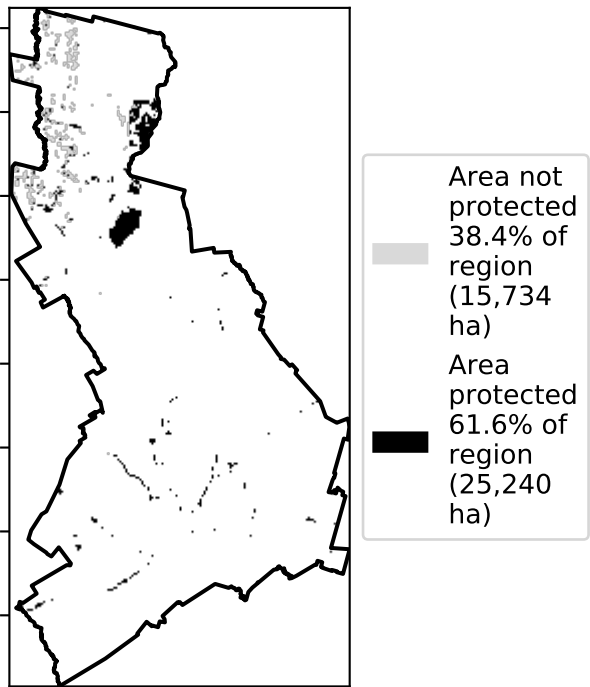 Area not
protected
38.4% of
region
(15,734
ha)
Area
protected
61.6% of
region
(25,240
ha)